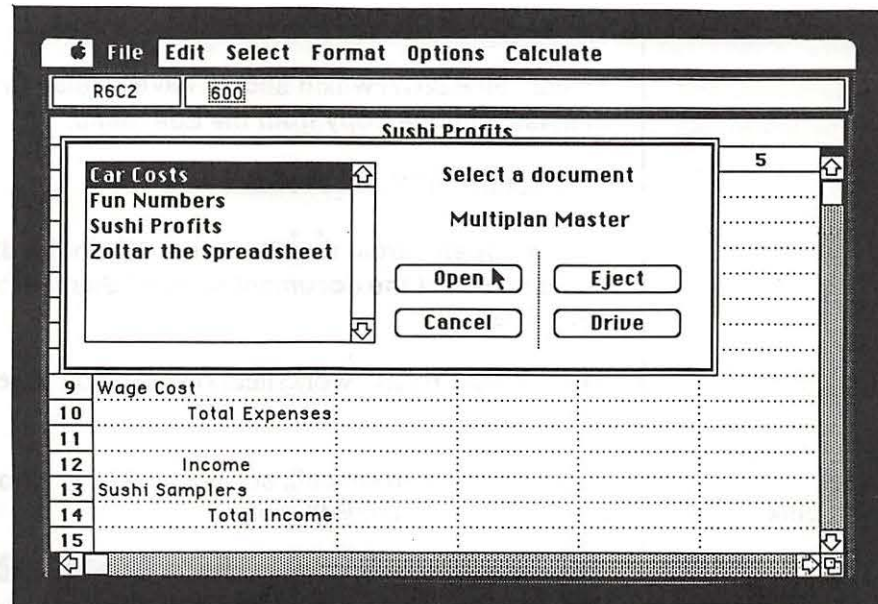 File Edit Select Format Options Calculate
R6C2 600
Sushi Profits
5
Car Costs
Fun Numbers
Sushi Profits
Zoltar the Spreadsheet
Select a document
Multiplan Master
Open Eject
Cancel Drive
9 Wage Cost
10 Total Expenses
11
12 Income
13 Sushi Samplers
14 Total Income
15